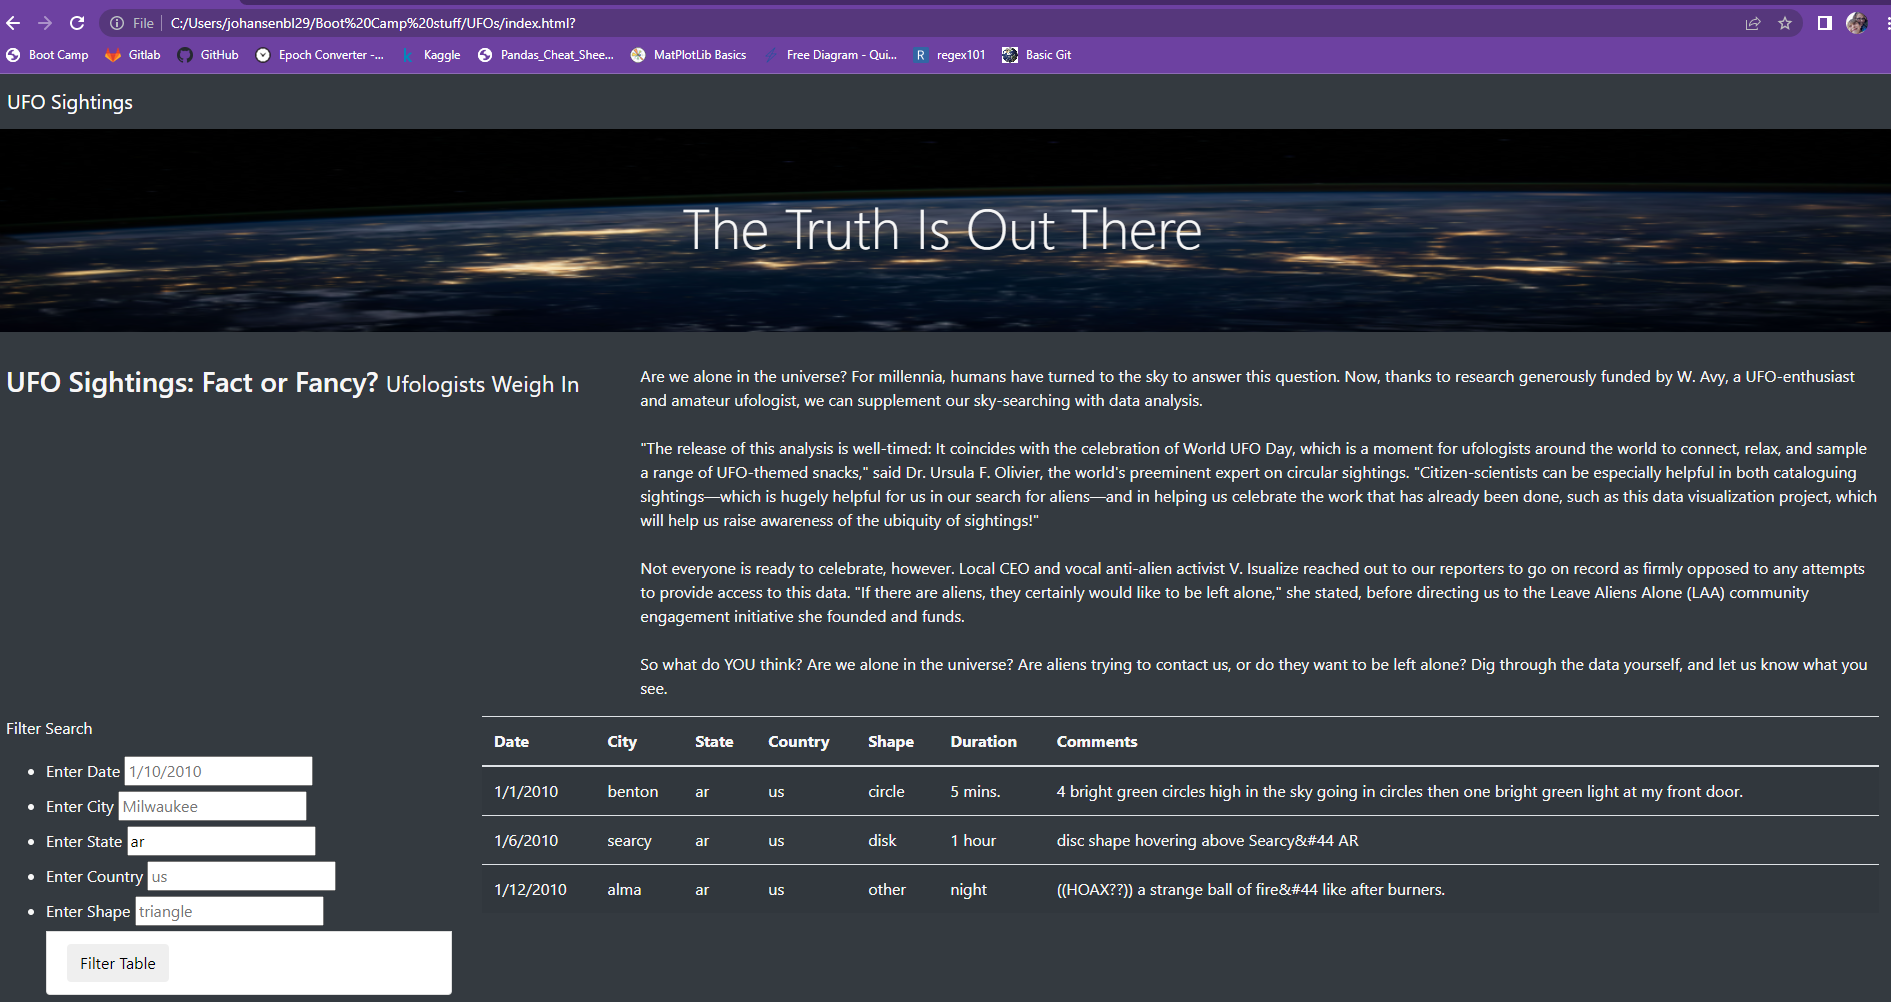 File C:/Users/johansenbl29/Boot%20Camp%20stuff/UFOs/index.html?
Boot Camp Gitlab GitHub Epoch Converter -... Kaggle Pandas_Cheat_Shee... MatPlotLib Basics Free Diagram - Qui... R regex101 Basic Git
UFO Sightings
The Truth Is Out There
UFO Sightings: Fact or Fancy? Ufologists Weigh In
Are we alone in the universe? For millennia, humans have turned to the sky to answer this question. Now, thanks to research generously funded by W. Avy, a UFO-enthusiast
and amateur ufologist, we can supplement our sky-searching with data analysis.
"The release of this analysis is well-timed: It coincides with the celebration of World UFO Day, which is a moment for ufologists around the world to connect, relax, and sample
a range of UFO-themed snacks," said Dr. Ursula F. Olivier, the world's preeminent expert on circular sightings. "Citizen-scientists can be especially helpful in both cataloguing
sightings—which is hugely helpful for us in our search for aliens—and in helping us celebrate the work that has already been done, such as this data visualization project, which
will help us raise awareness of the ubiquity of sightings!"
Not everyone is ready to celebrate, however. Local CEO and vocal anti-alien activist V. Isualize reached out to our reporters to go on record as firmly opposed to any attempts
to provide access to this data. "If there are aliens, they certainly would like to be left alone," she stated, before directing us to the Leave Aliens Alone (LAA) community
engagement initiative she founded and funds.
So what do YOU think? Are we alone in the universe? Are aliens trying to contact us, or do they want to be left alone? Dig through the data yourself, and let us know what you
see.
Filter Search
Enter Date 1/10/2010
Enter City Milwaukee
Enter State ar
Enter Country us
Enter Shape triangle
Filter Table
Date City State Country Shape Duration Comments
1/1/2010 benton ar us circle 5 mins. 4 bright green circles high in the sky going in circles then one bright green light at my front door.
1/6/2010 searcy ar us disk 1 hour disc shape hovering above Searcy&#44 AR
1/12/2010 alma ar us other night ((HOAX??)) a strange ball of fire&#44 like after burners.